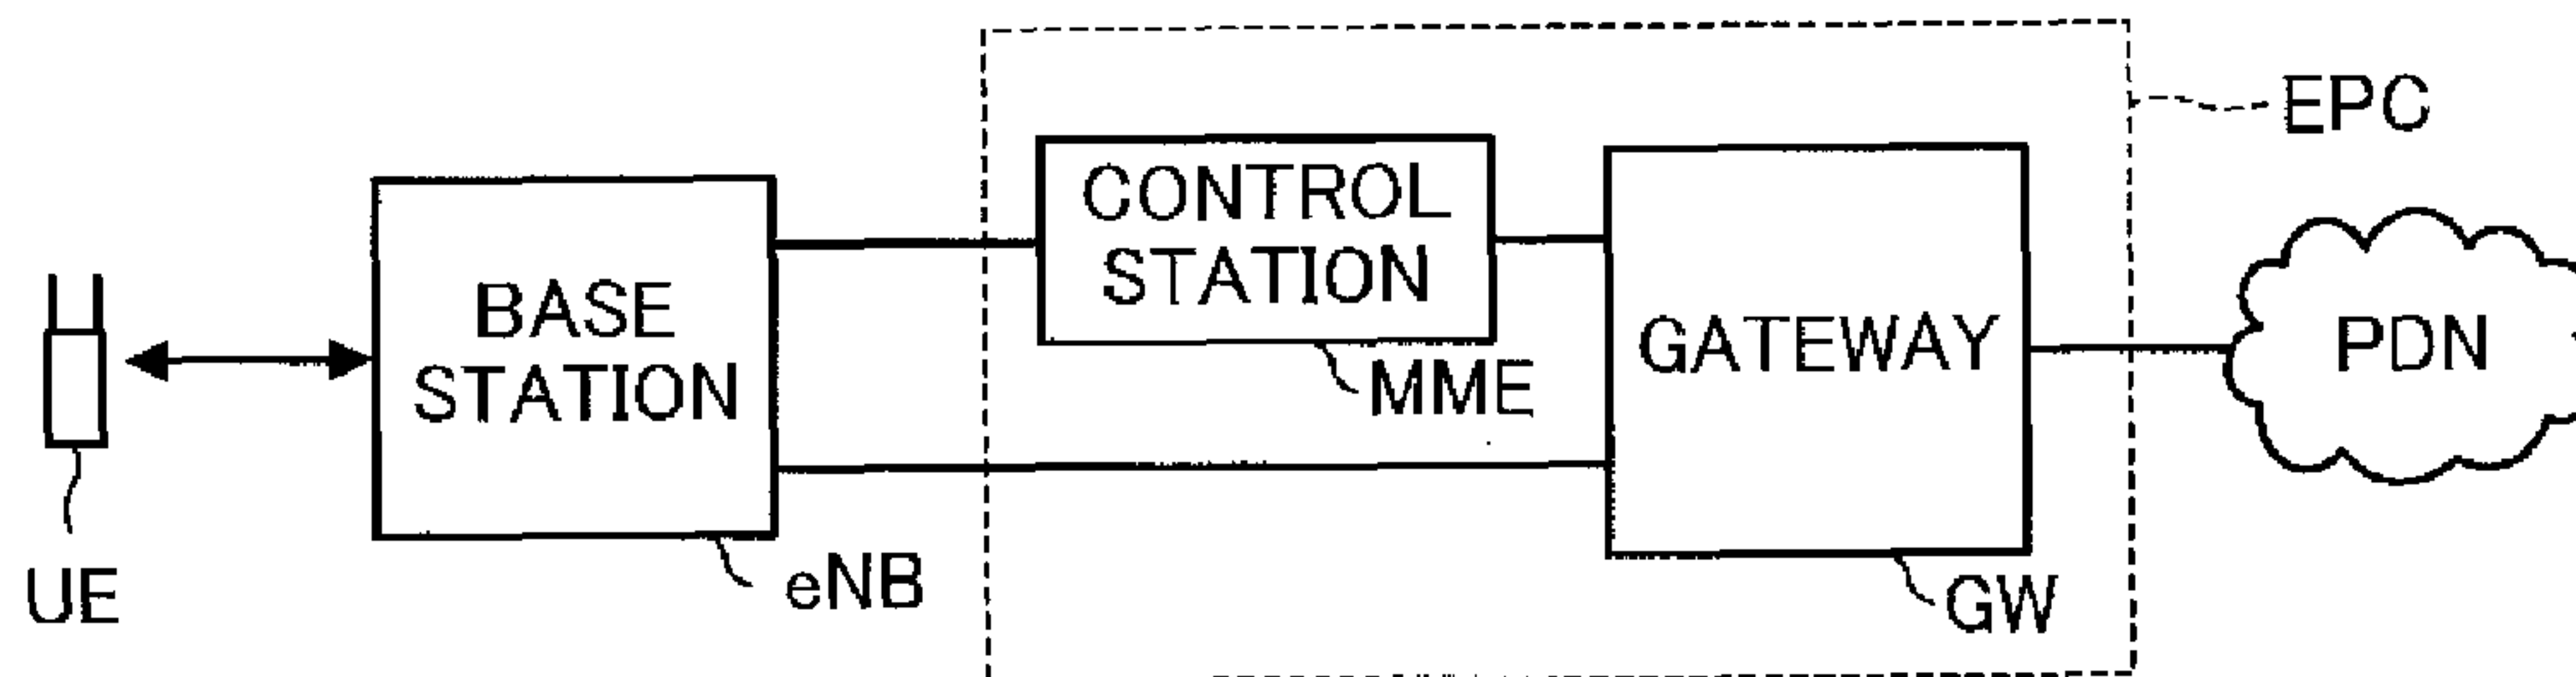 EPC
CONTROL
STATION
BASE
STATION
GATEWAY
PDN
MME
UE
eNB
GW